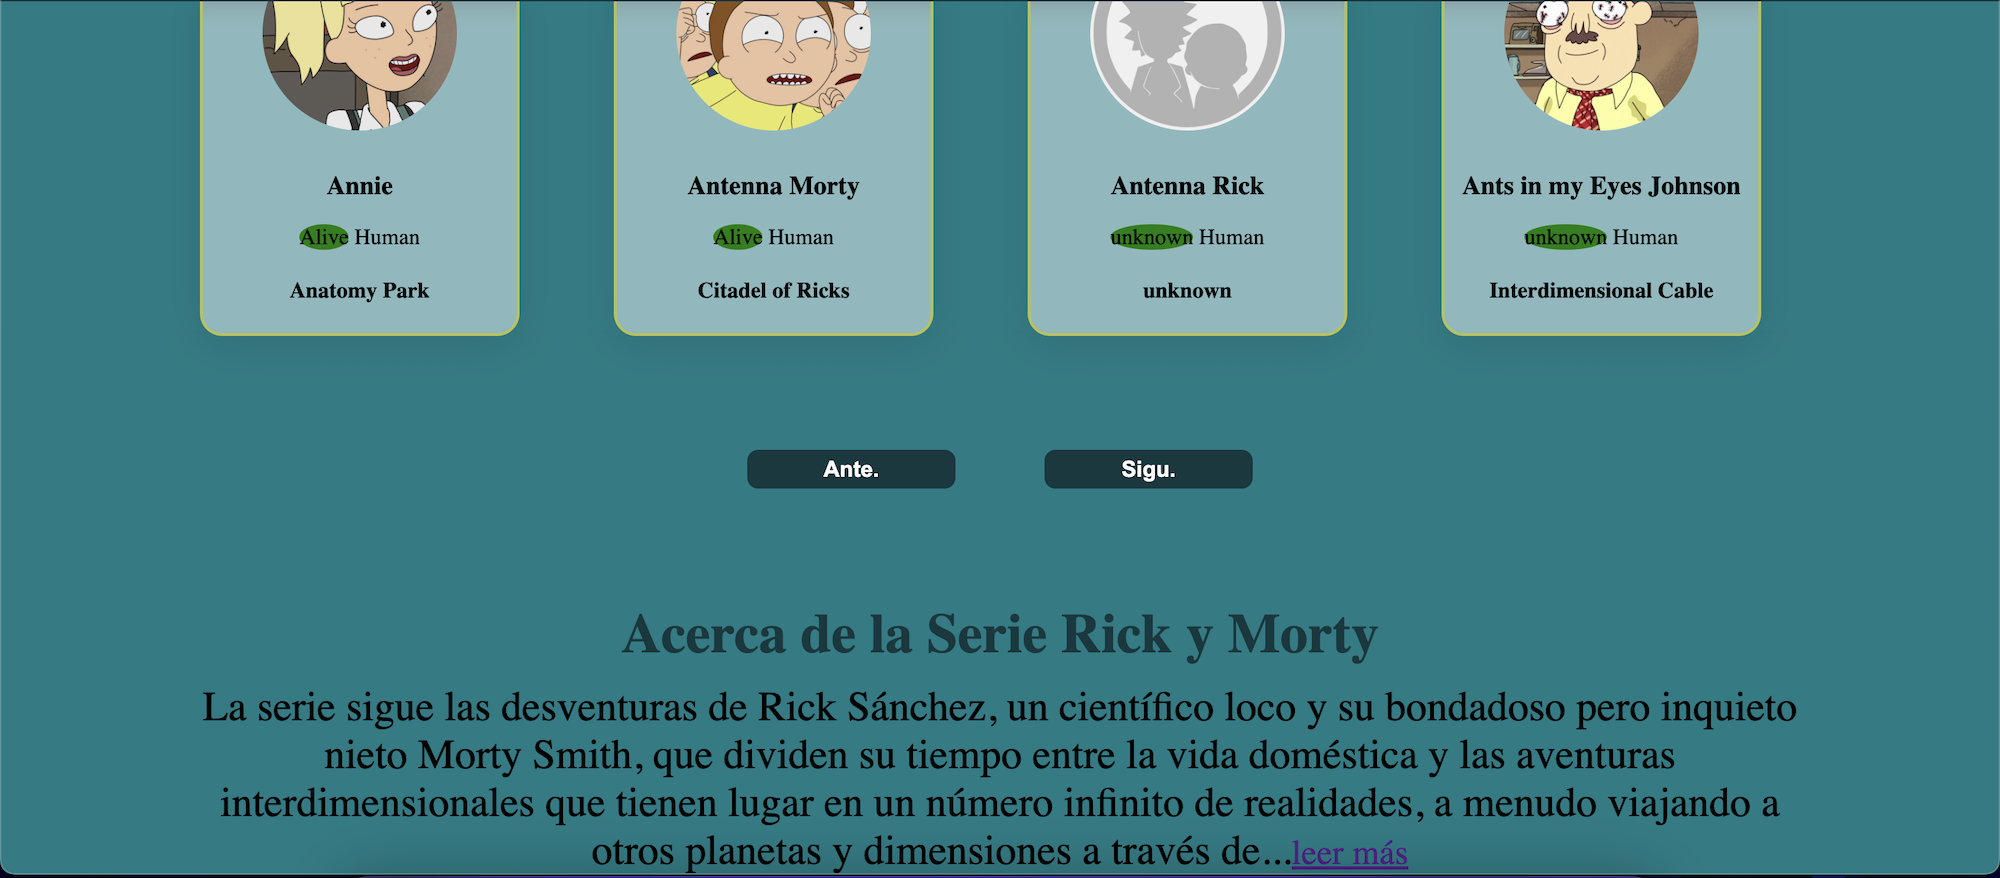 Annie
Alive Human
Anatomy Park
Antenna Morty
Alive Human
Citadel of Ricks
Antenna Rick
unknown Human
unknown
Ants in my Eyes Johnson
unknown Human
Interdimensional Cable
Ante.
Sigu.
Acerca de la Serie Rick y Morty
La serie sigue las desventuras de Rick Sánchez, un científico loco y su bondadoso pero inquieto
nieto Morty Smith, que dividen su tiempo entre la vida doméstica y las aventuras
interdimensionales que tienen lugar en un número infinito de realidades, a menudo viajando a
otros planetas y dimensiones a través de...leer más